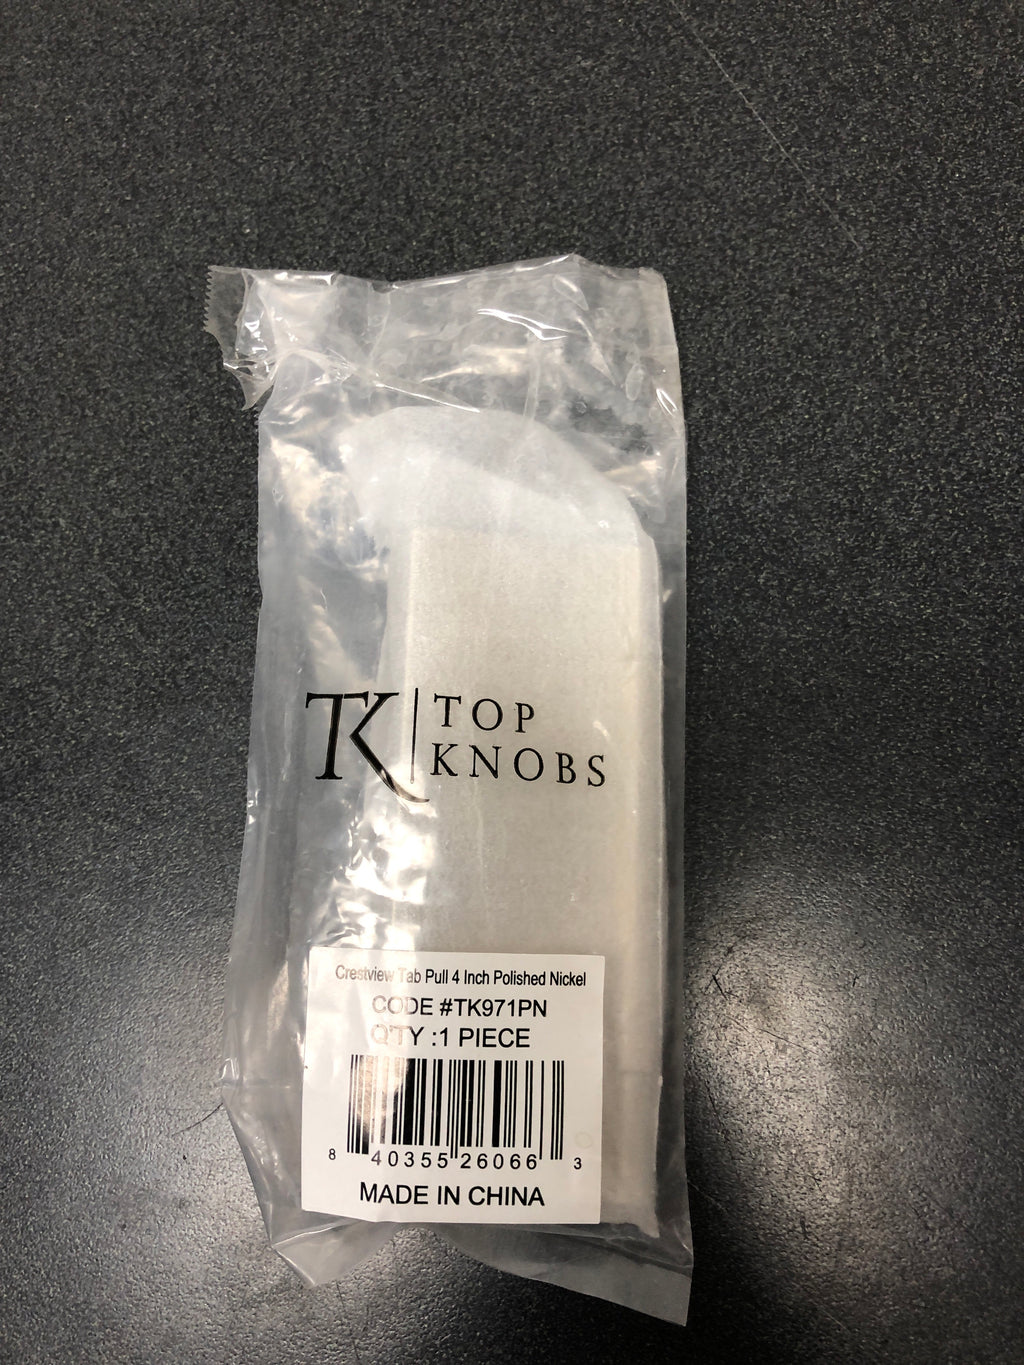 TK TOP
KNOBS
Crestview Tab Pull 4 Inch Polished Nickel
CODE #TK971PN
Q'TY :1 PIECE
8 40355 26066 3
MADE IN CHINA